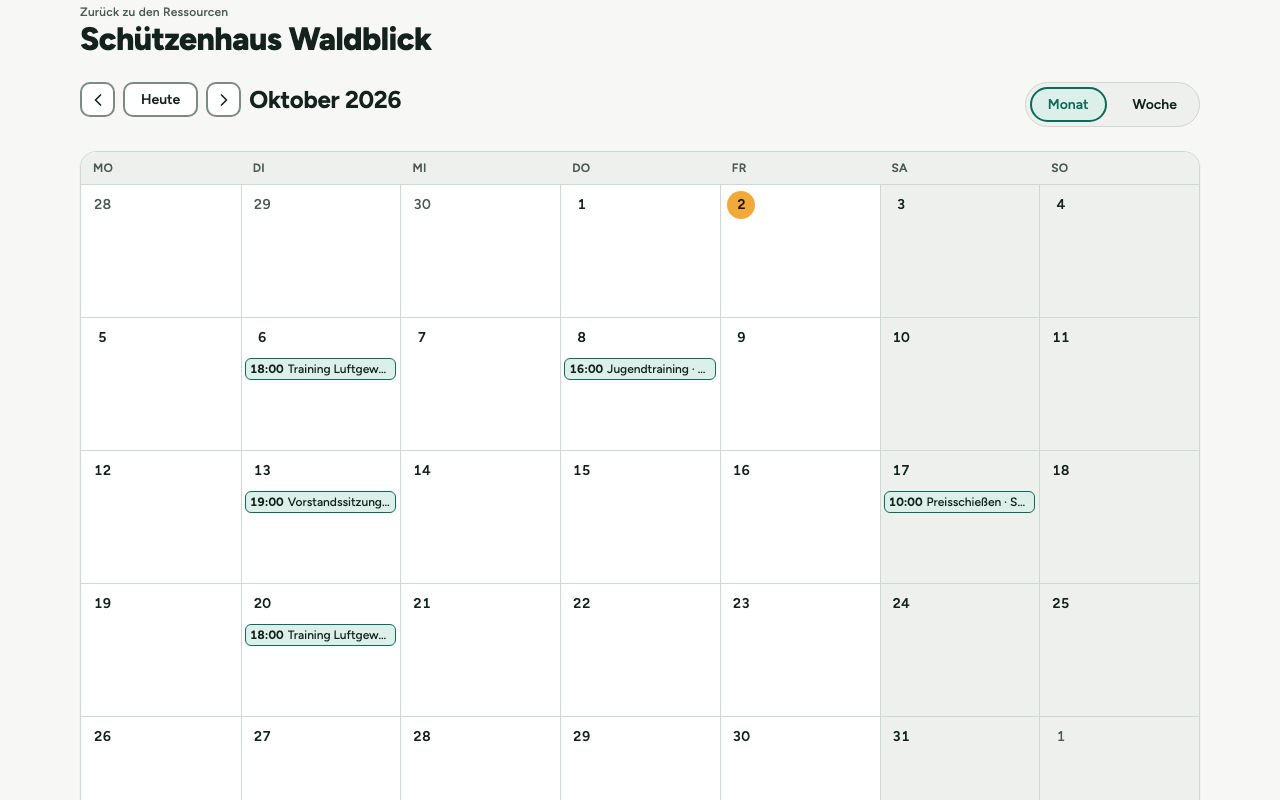 Zurück zu den Ressourcen
Schützenhaus Waldblick
Heute Oktober 2026 Monat Woche
MO DI MI DO FR SA SO
28 29 30 1 2 3 4
5 6 7 8 9 10 11
18:00 Training Luftgew… 16:00 Jugendtraining · …
12 13 14 15 16 17 18
19:00 Vorstandssitzung… 10:00 Preisschießen · S…
19 20 21 22 23 24 25
18:00 Training Luftgew…
26 27 28 29 30 31 1